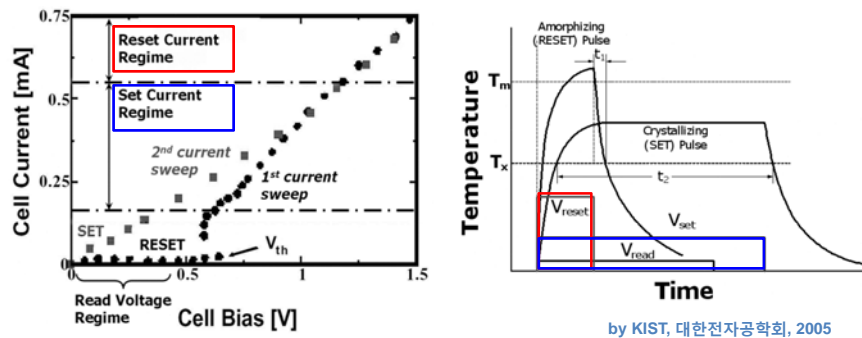 0.75
0.5
0.25
0
0
0.5
1
1.5
Cell Current [mA]
Reset Current
Regime
Set Current
Regime
2nd current
sweep
1st current
sweep
SET
RESET
Vth
Read Voltage
Regime
Cell Bias [V]
Amorphizing
(RESET) Pulse
t1
Tm
Crystallizing
(SET) Pulse
Tx
t2
Temperature
Vreset
Vset
Vread
Time
by KIST, 대한전자공학회, 2005